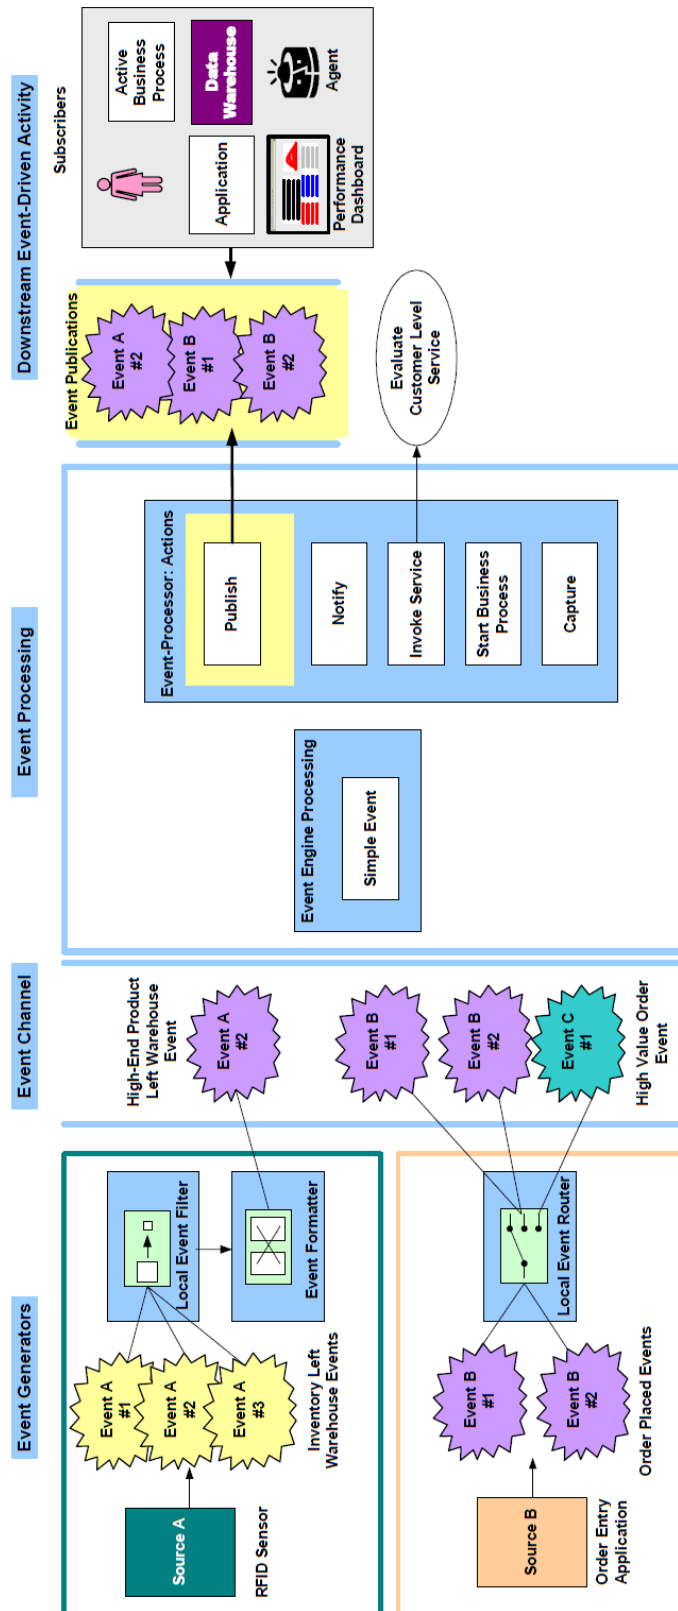 Event Generators
Event Channel
Event Processing
Downstream Event-Driven Activity
Source A
RFID Sensor
Event A
#1
Event A
#2
Event A
#3
Inventory Left
Warehouse Events
Local Event Filter
Event Formatter
High-End Product
Left Warehouse
Event
Event A
#2
Source B
Order Entry
Application
Event B
#1
Event B
#2
Order Placed Events
Local Event Router
Event B
#1
Event B
#2
Event C
#1
High Value Order
Event
Event Engine Processing
Simple Event
Event-Processor: Actions
Publish
Notify
Invoke Service
Start Business
Process
Capture
Event Publications
Event A
#2
Event B
#1
Event B
#2
Evaluate
Customer Level
Service
Subscribers
Active
Business
Process
Application
Data
Warehouse
Performance
Dashboard
Agent